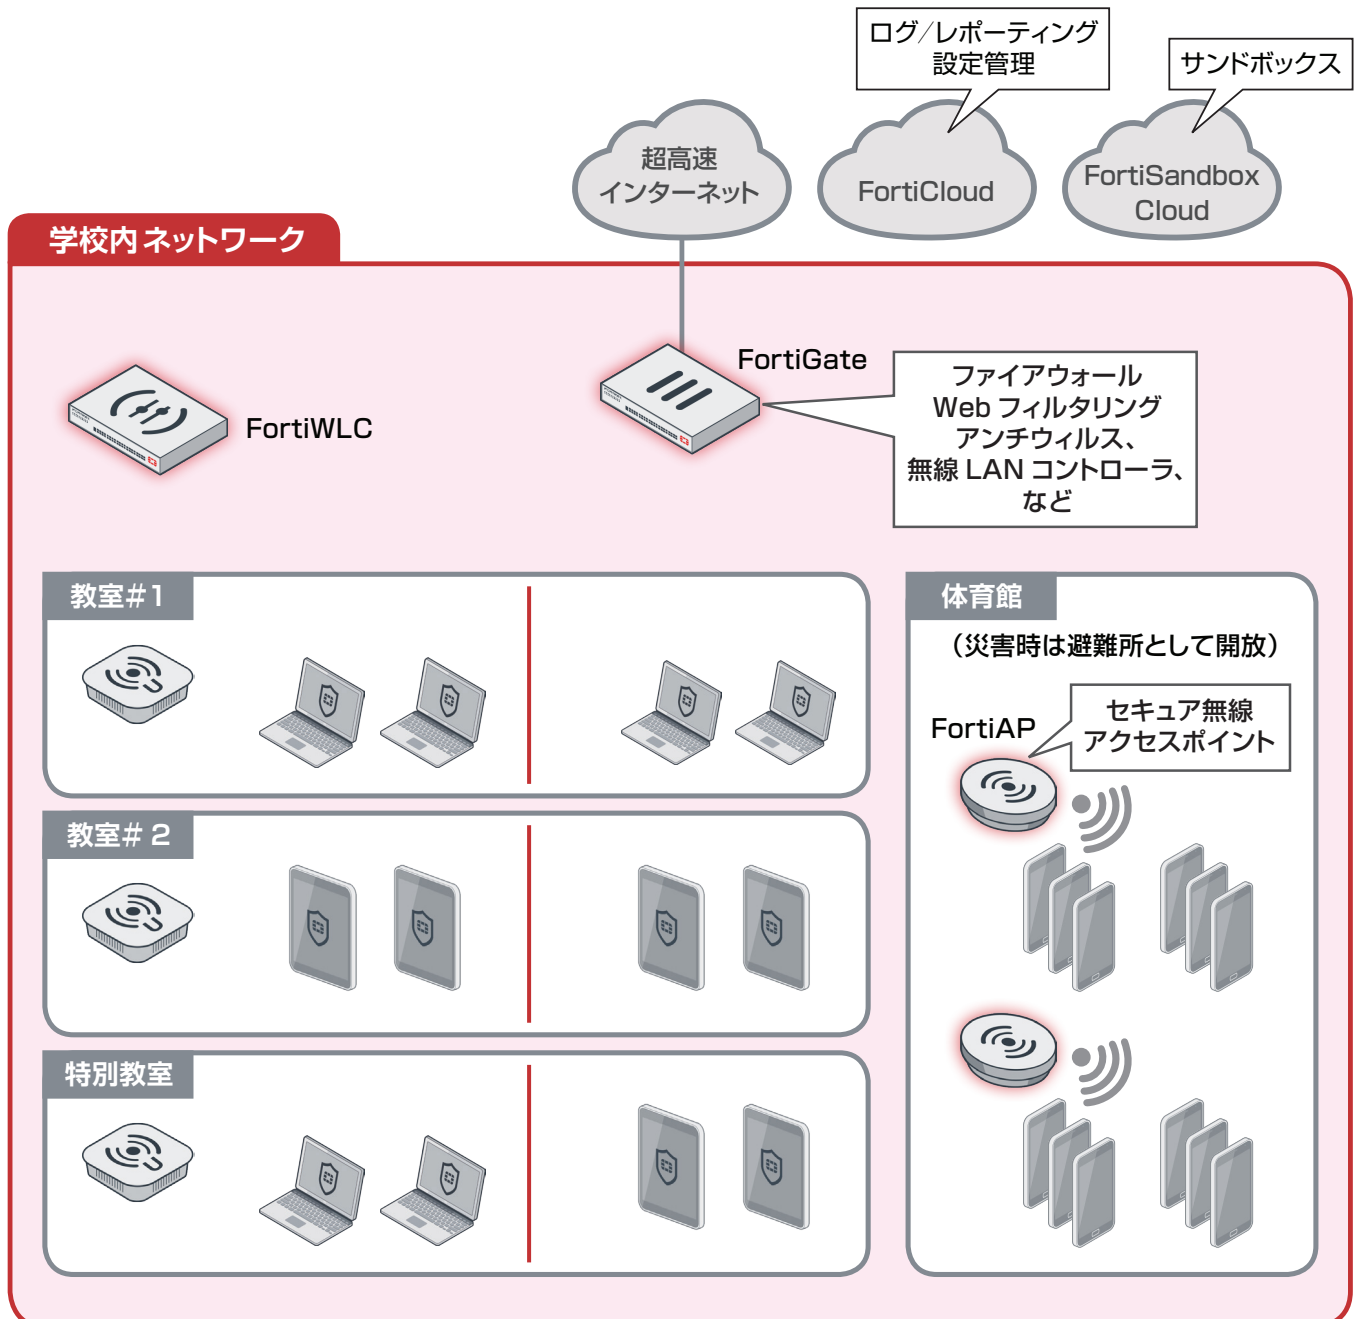 ログ/レポーティング
設定管理
サンドボックス
超高速
インターネット
FortiCloud
FortiSandbox
Cloud
学校内ネットワーク
FortiWLC
FortiGate
ファイアウォール
Web フィルタリング
アンチウィルス、
無線 LAN コントローラ、
など
教室#1
教室# 2
特別教室
体育館
（災害時は避難所として開放）
FortiAP
セキュア無線
アクセスポイント